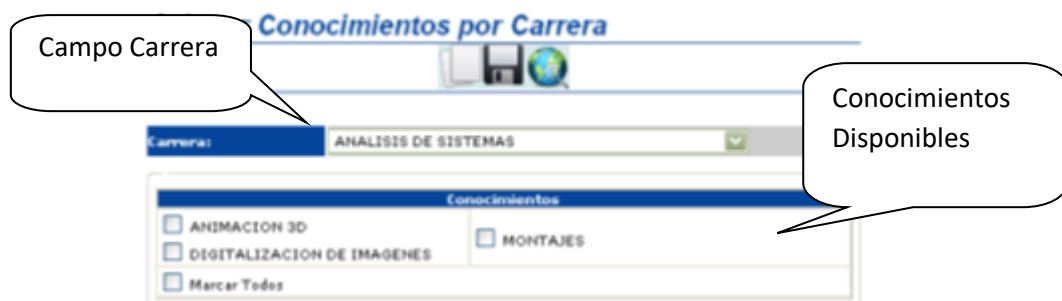 Conocimientos por Carrera
Campo Carrera
Conocimientos
Disponibles
Carrera: ANALISIS DE SISTEMAS
Conocimientos
ANIMACION 3D
MONTAJES
DIGITALIZACION DE IMAGENES
Marcar Todos